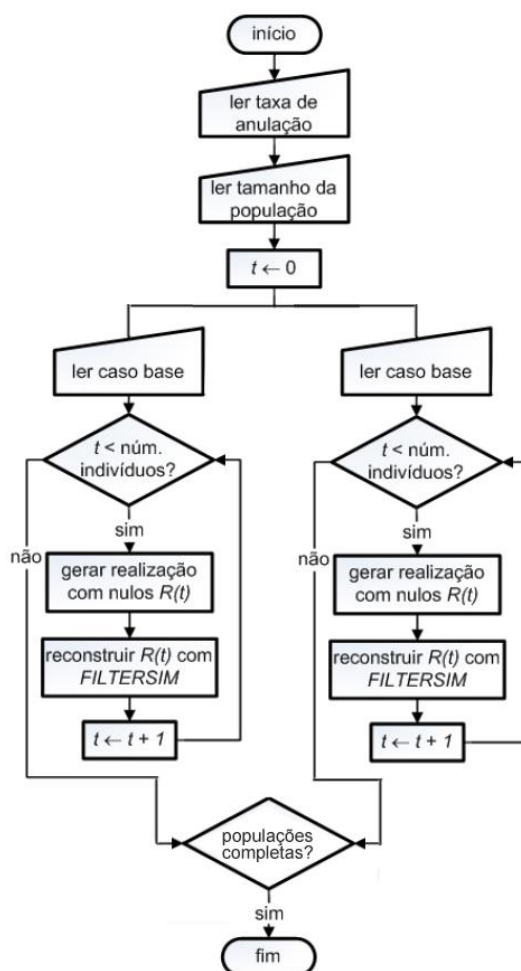 início
ler taxa de
anulação
ler tamanho da
população
t ← 0
ler caso base
t < núm.
indivíduos?
sim
não
gerar realização
com nulos R(t)
reconstruir R(t) com
FILTERSIM
t ← t + 1
ler caso base
t < núm.
indivíduos?
sim
não
gerar realização
com nulos R(t)
reconstruir R(t) com
FILTERSIM
t ← t + 1
populações
completas?
sim
fim